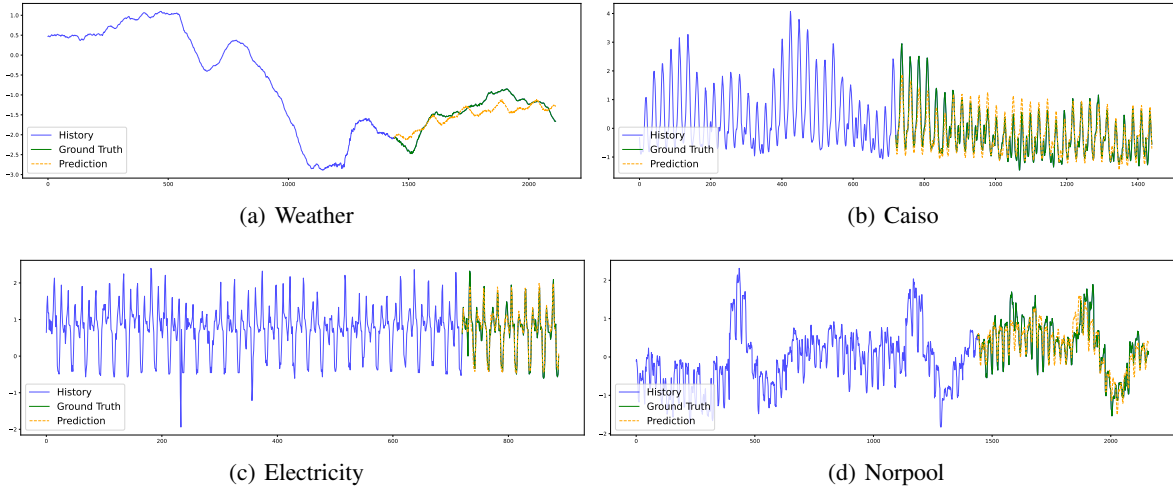 1.0
0.5
0.0
−0.5
−1.0
−1.5
−2.0
−2.5
−3.0
History
Ground Truth
Prediction
0 500 1000 1500 2000
(a) Weather
4
3
2
1
0
−1
History
Ground Truth
Prediction
0 200 400 600 800 1000 1200 1400
(b) Caiso
2
1
0
−1
−2
History
Ground Truth
Prediction
0 200 400 600 800
(c) Electricity
2
1
0
−1
−2
History
Ground Truth
Prediction
0 500 1000 1500 2000
(d) Norpool